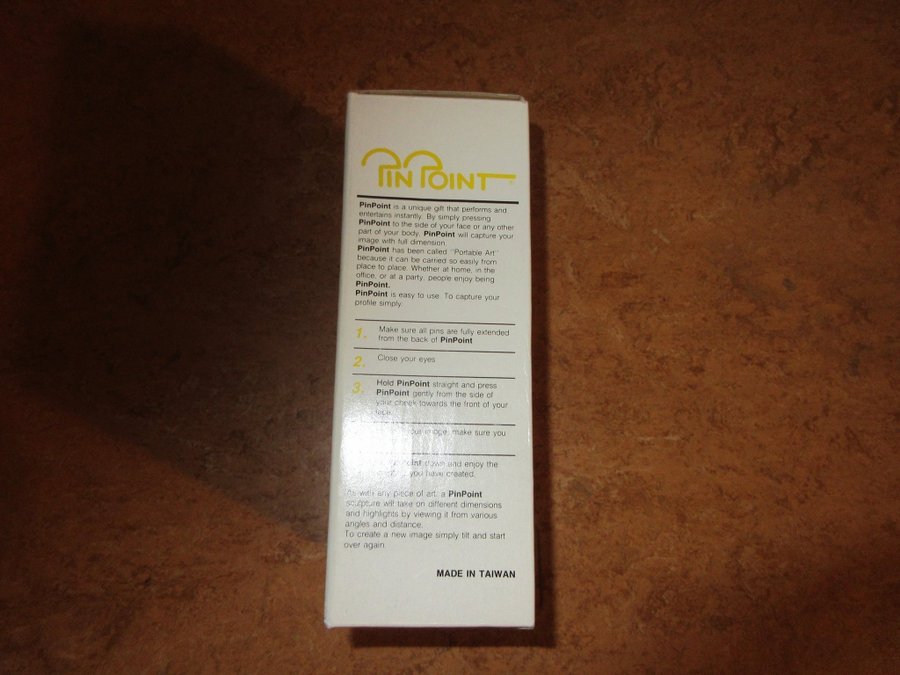 PINPOINT ®
PinPoint is a unique gift that performs and
entertains instantly. By simply pressing
PinPoint to the side of your face or any other
part of your body, PinPoint will capture your
image with full dimension
PinPoint has been called "Portable Art"
because it can be carried so easily from
place to place. Whether at home, in the
office, or at a party, people enjoy being
PinPoint.
PinPoint is easy to use. To capture your
profile simply.
1. Make sure all pins are fully extended
from the back of PinPoint
2. Close your eyes
3. Hold PinPoint straight and press
PinPoint gently from the side of
your cheek towards the front of your
face.
your image, make sure you
down and enjoy the
you have created.
As with any piece of art, a PinPoint
sculpture will take on different dimensions
and highlights by viewing it from various
angles and distance.
To create a new image simply tilt and start
over again.
MADE IN TAIWAN